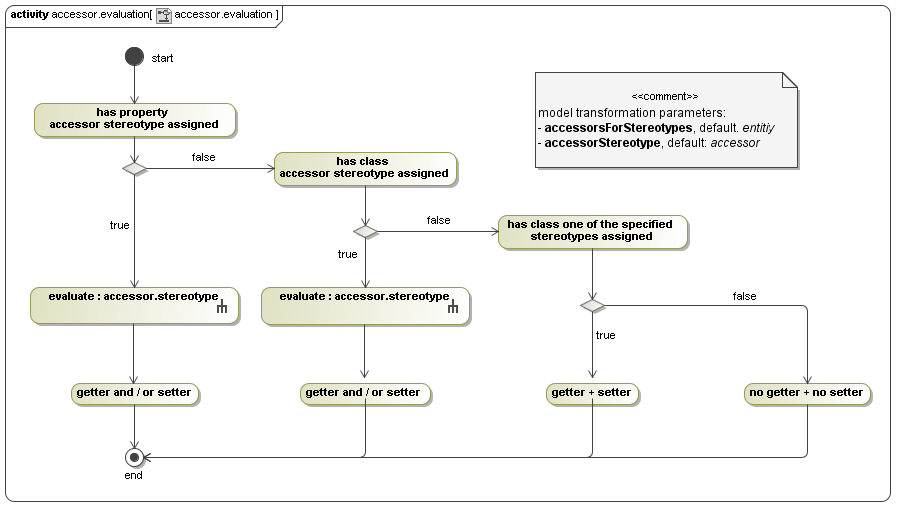 activity accessor.evaluation[ accessor.evaluation ]
start
has property
accessor stereotype assigned
<<comment>>
model transformation parameters:
- accessorsForStereotypes, default. entitiy
- accessorStereotype, default: accessor
false
has class
accessor stereotype assigned
true
false
has class one of the specified
stereotypes assigned
true
evaluate : accessor.stereotype
evaluate : accessor.stereotype
false
true
getter and / or setter
getter and / or setter
getter + setter
no getter + no setter
end